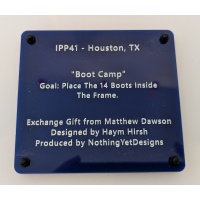 IPP41 - Houston, TX
"Boot Camp"
Goal: Place The 14 Boots Inside
The Frame.
Exchange Gift from Matthew Dawson
Designed by Haym Hirsh
Produced by NothingYetDesigns